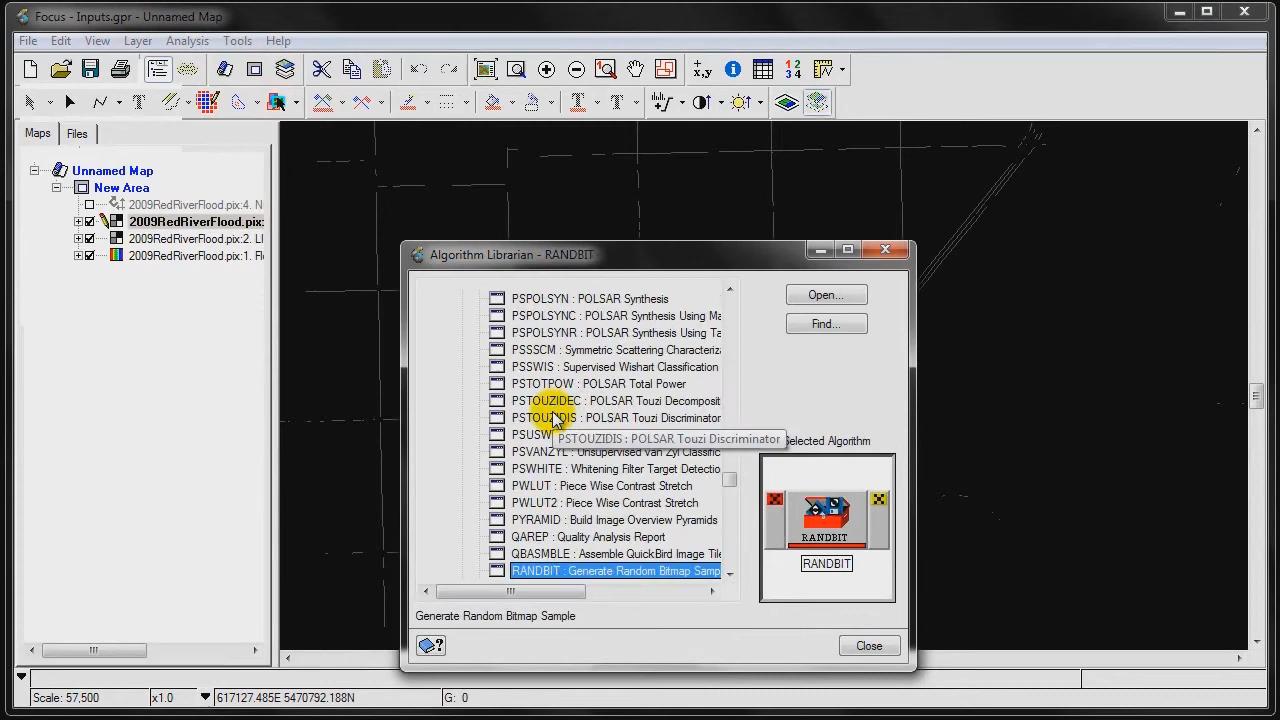 Focus - Inputs.gpr - Unnamed Map
File Edit View Layer Analysis Tools Help
Maps Files
Unnamed Map
New Area
2009RedRiverFlood.pix:4. N
2009RedRiverFlood.pix:
2009RedRiverFlood.pix:2. LI
2009RedRiverFlood.pix:1. Fl
Algorithm Librarian - RANDBIT
PSPOLSYN : POLSAR Synthesis
PSPOLSYNC : POLSAR Synthesis Using Ma
PSPOLSYNR : POLSAR Synthesis Using Ta
PSSSCM : Symmetric Scattering Characteriza
PSSWIS : Supervised Wishart Classification
PSTOTPOW : POLSAR Total Power
PSTOUZIDEC : POLSAR Touzi Decomposit
PSTOUZIDIS : POLSAR Touzi Discriminator
PSUSW
PSTOUZIDIS : POLSAR Touzi Discriminator
PSVANZYL : Unsupervised Van Zyl Classific
PSWHITE : Whitening Filter Target Detectio
PWLUT : Piece Wise Contrast Stretch
PWLUT2 : Piece Wise Contrast Stretch
PYRAMID : Build Image Overview Pyramids
QAREP : Quality Analysis Report
QBASMBLE : Assemble QuickBird Image Tile
RANDBIT : Generate Random Bitmap Samp
Open...
Find...
Selected Algorithm
RANDBIT
RANDBIT
Generate Random Bitmap Sample
Close
Scale: 57,500 x1.0 617127.485E 5470792.188N G: 0